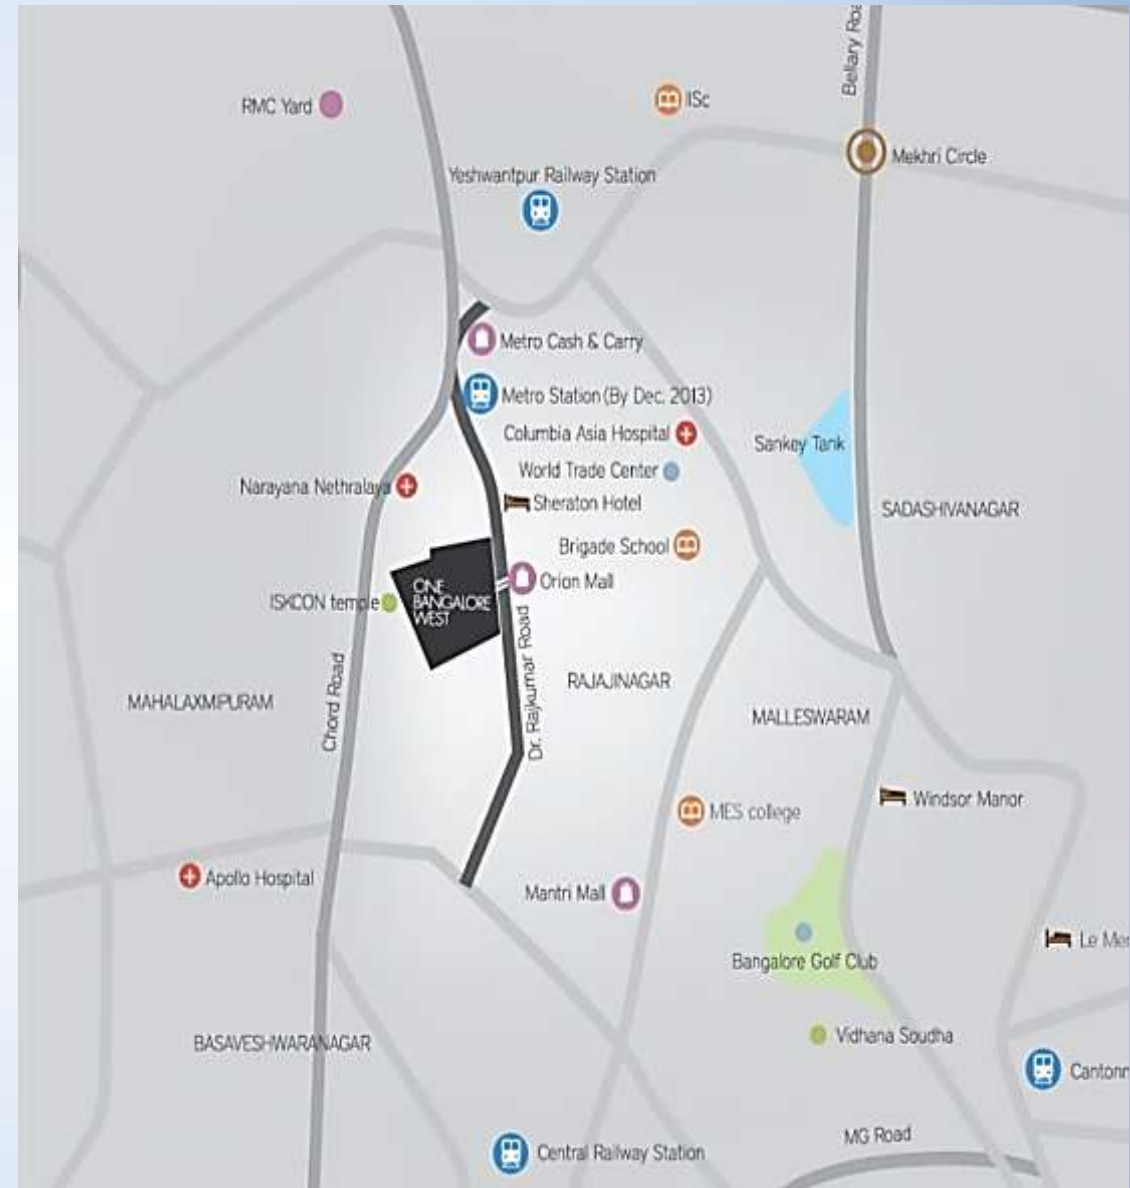 Bellary
RMC Yard
IISc
Mekhri Circle
Yeshwantpur Railway Station
Metro Cash & Carry
Metro Station (By Dec. 2013)
Columbia Asia Hospital
Sankey Tank
World Trade Center
Narayana Nethralaya
Sheraton Hotel
SADASHIVANAGAR
Brigade School
Orion Mall
ONE
BANGALORE
WEST
ISKCON temple
Dr. Rajkumar Road
RAJAJINAGAR
Chord Road
MAHALAXMIPURAM
MALLESWARAM
Windsor Manor
MES college
Apollo Hospital
Mantri Mall
Le
Bangalore Golf Club
Vidhana Soudha
BASAVESHWARANAGAR
MG Road
Central Railway Station